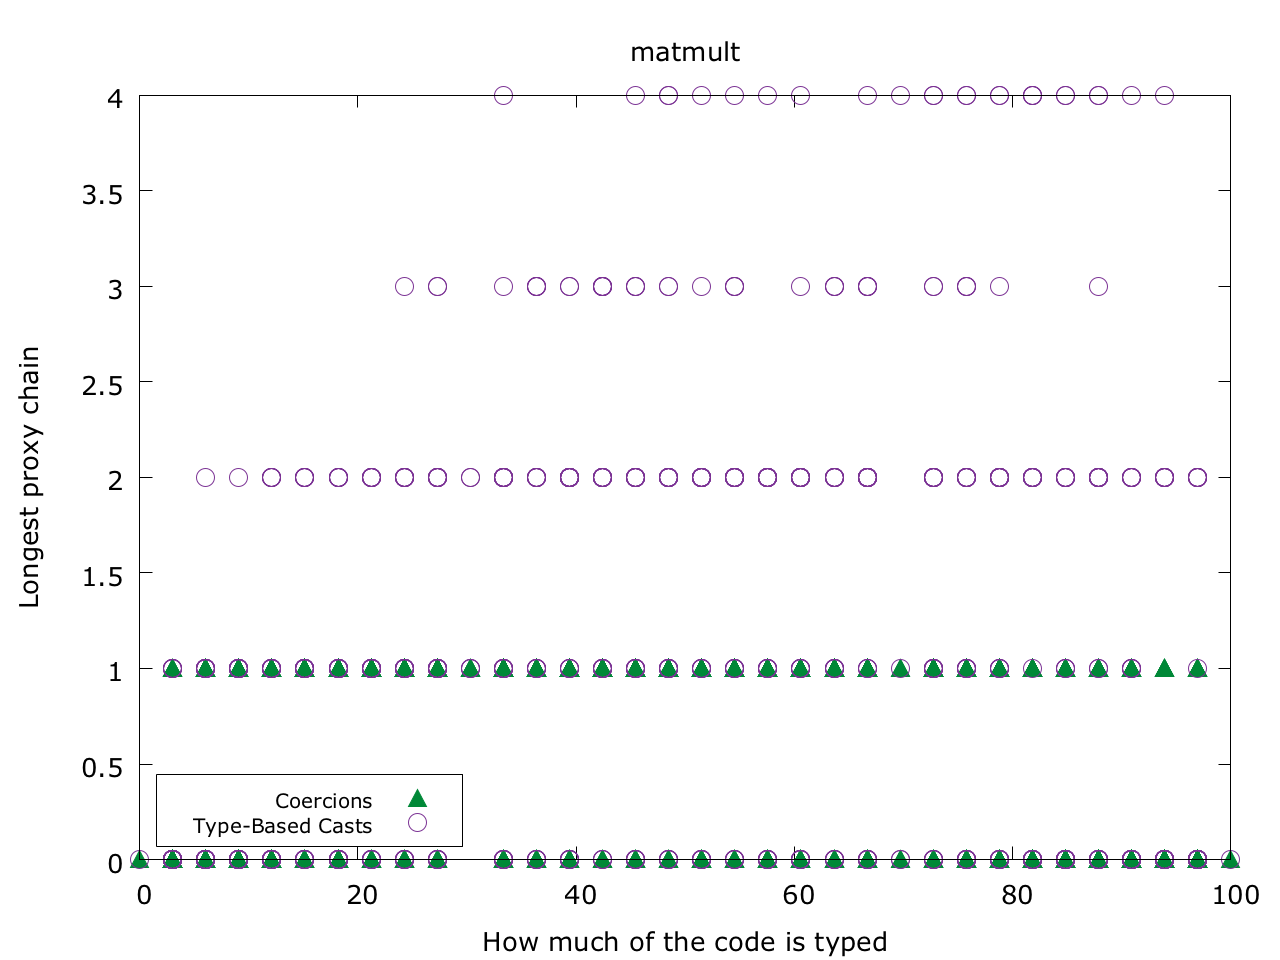 matmult
4
3.5
3
2.5
2
1.5
1
0.5
0
Longest proxy chain
Coercions
Type-Based Casts
0 20 40 60 80 100
How much of the code is typed